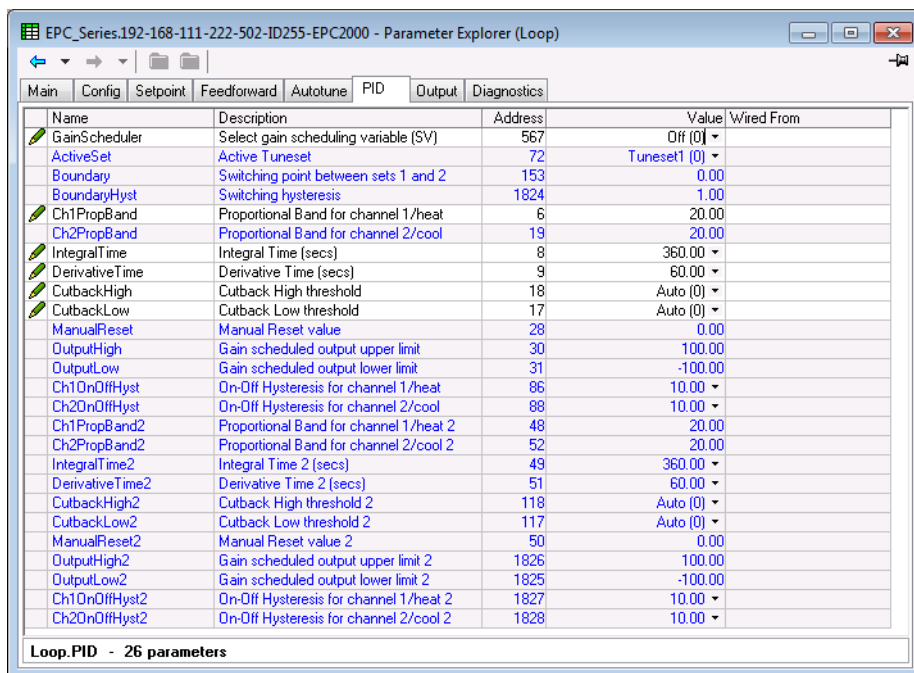 EPC_Series.192-168-111-222-502-ID255-EPC2000 - Parameter Explorer (Loop)
Main Config Setpoint Feedforward Autotune PID Output Diagnostics
Name Description Address Value Wired From
GainScheduler Select gain scheduling variable (SV) 567 Off (0)
ActiveSet Active Tuneset 72 Tuneset1 (0)
Boundary Switching point between sets 1 and 2 153 0.00
BoundaryHyst Switching hysteresis 1824 1.00
Ch1PropBand Proportional Band for channel 1/heat 6 20.00
Ch2PropBand Proportional Band for channel 2/cool 19 20.00
IntegralTime Integral Time (secs) 8 360.00
DerivativeTime Derivative Time (secs) 9 60.00
CutbackHigh Cutback High threshold 18 Auto (0)
CutbackLow Cutback Low threshold 17 Auto (0)
ManualReset Manual Reset value 28 0.00
OutputHigh Gain scheduled output upper limit 30 100.00
OutputLow Gain scheduled output lower limit 31 -100.00
Ch1OnOffHyst On-Off Hysteresis for channel 1/heat 86 10.00
Ch2OnOffHyst On-Off Hysteresis for channel 2/cool 88 10.00
Ch1PropBand2 Proportional Band for channel 1/heat 2 48 20.00
Ch2PropBand2 Proportional Band for channel 2/cool 2 52 20.00
IntegralTime2 Integral Time 2 (secs) 49 360.00
DerivativeTime2 Derivative Time 2 (secs) 51 60.00
CutbackHigh2 Cutback High threshold 2 118 Auto (0)
CutbackLow2 Cutback Low threshold 2 117 Auto (0)
ManualReset2 Manual Reset value 2 50 0.00
OutputHigh2 Gain scheduled output upper limit 2 1826 100.00
OutputLow2 Gain scheduled output lower limit 2 1825 -100.00
Ch1OnOffHyst2 On-Off Hysteresis for channel 1/heat 2 1827 10.00
Ch2OnOffHyst2 On-Off Hysteresis for channel 2/cool 2 1828 10.00
Loop.PID - 26 parameters